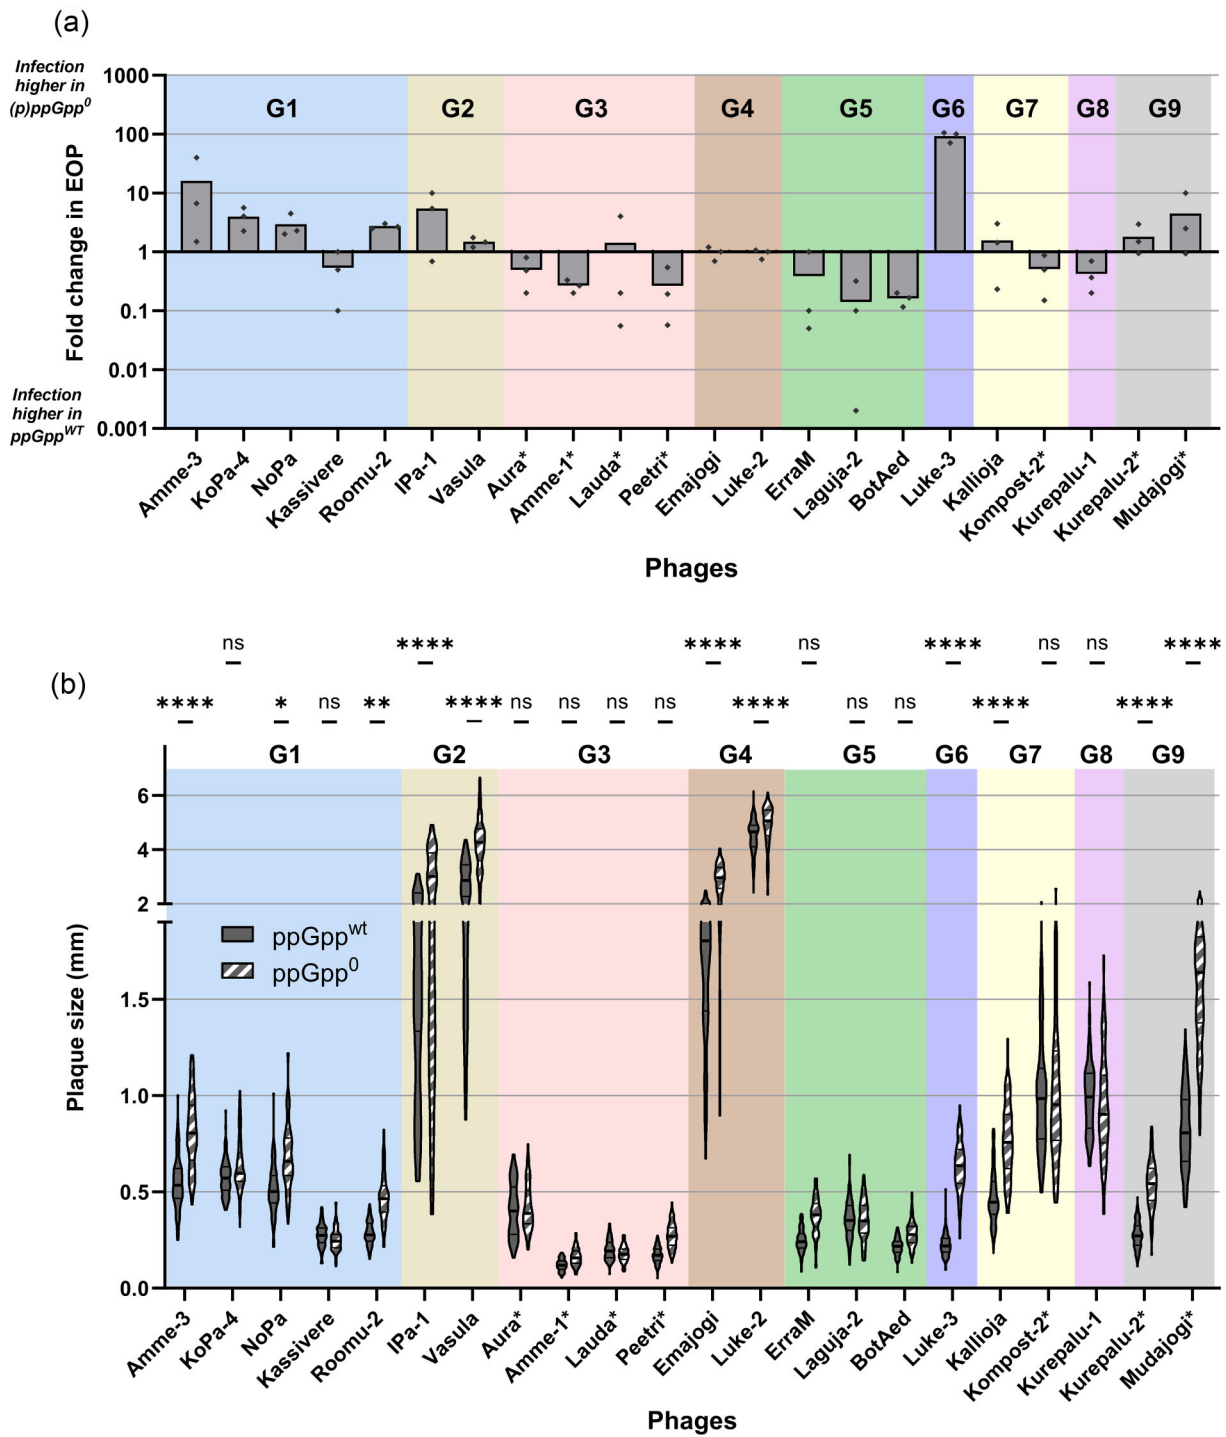 (a)
Infection
higher in
(p)ppGpp⁰
Fold change in EOP
Infection
higher in
ppGppᵂᵀ
1000
100
10
1
0.1
0.01
0.001
G1 G2 G3 G4 G5 G6 G7 G8 G9
Amme-3 KoPa-4 NoPa Kassivere Roomu-2 IPa-1 Vasula Aura* Amme-1* Lauda* Peetri* Emajogi Luke-2 ErraM Laguja-2 BotAed Luke-3 Kallioja Kompost-2* Kurepalu-1 Kurepalu-2* Mudajogi*
Phages
(b)
ns **** **** ns **** ns ns ****
**** * ns ** **** ns ns ns ns **** ns ns **** ****
G1 G2 G3 G4 G5 G6 G7 G8 G9
Plaque size (mm)
6
4
2
1.5
1.0
0.5
0.0
ppGppʷᵗ
ppGpp⁰
Amme-3 KoPa-4 NoPa Kassivere Roomu-2 IPa-1 Vasula Aura* Amme-1* Lauda* Peetri* Emajogi Luke-2 ErraM Laguja-2 BotAed Luke-3 Kallioja Kompost-2* Kurepalu-1 Kurepalu-2* Mudajogi*
Phages